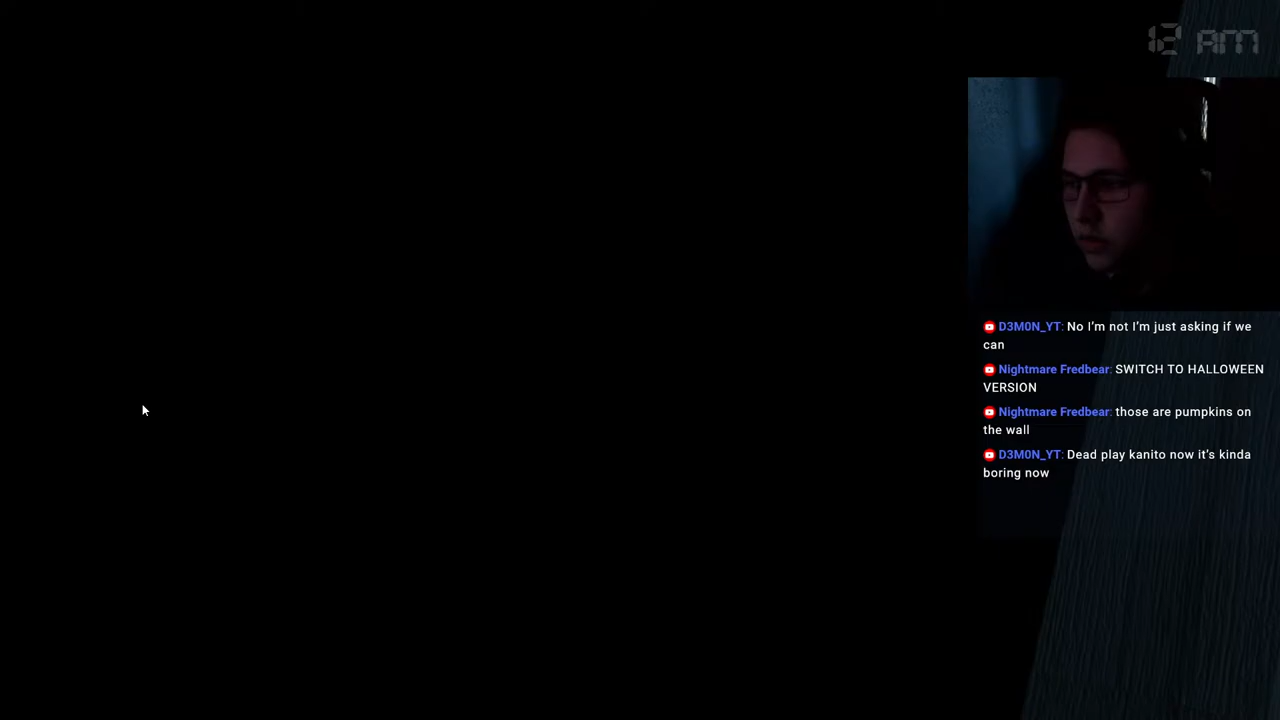 12 AM
D3M0N_YT: No I'm not I'm just asking if we
can
Nightmare Fredbear: SWITCH TO HALLOWEEN
VERSION
Nightmare Fredbear: those are pumpkins on
the wall
D3M0N_YT: Dead play kanito now it's kinda
boring now